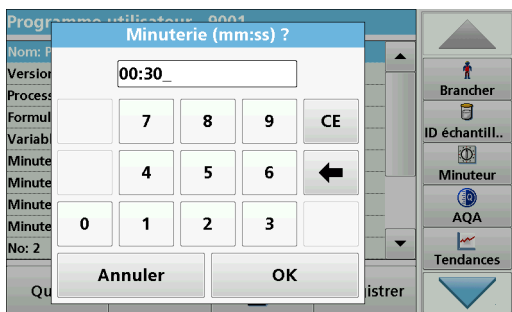 Programme utilisateur 9001
Minuterie (mm:ss) ?
Nom: P
00:30_
Version
Process
Formul
Variabl
Minute
Minute
Minute
Minute
No: 2
7 8 9 CE
4 5 6
0 1 2 3
Annuler OK
Qu
istrer
Brancher
ID échantill..
Minuteur
AQA
Tendances